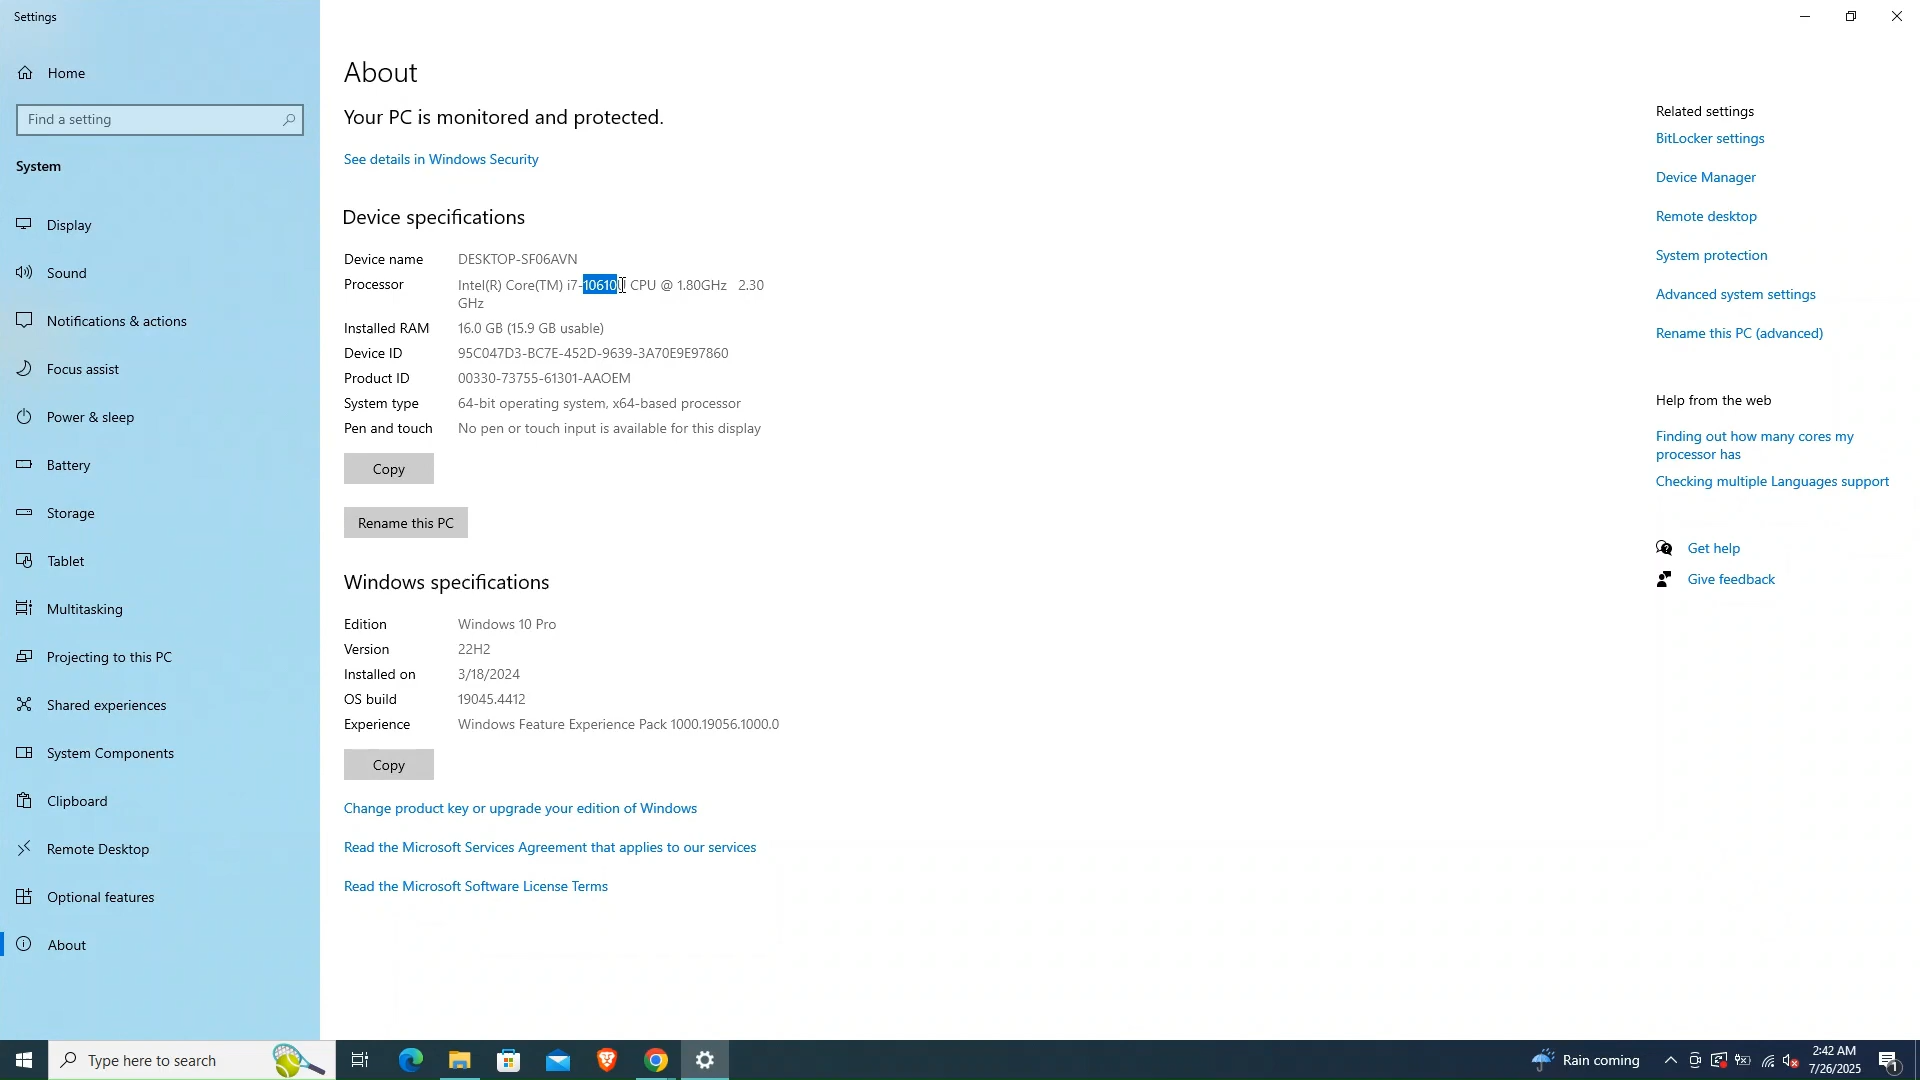 Settings
Home
Find a setting
System
Display
Sound
Notifications & actions
Focus assist
Power & sleep
Battery
Storage
Tablet
Multitasking
Projecting to this PC
Shared experiences
System Components
Clipboard
Remote Desktop
Optional features
About
About
Your PC is monitored and protected.
See details in Windows Security
Device specifications
Device name DESKTOP-SF06AVN
Processor Intel(R) Core(TM) i7-10610U CPU @ 1.80GHz 2.30
GHz
Installed RAM 16.0 GB (15.9 GB usable)
Device ID 95C047D3-BC7E-452D-9639-3A70E9E97860
Product ID 00330-73755-61301-AAOEM
System type 64-bit operating system, x64-based processor
Pen and touch No pen or touch input is available for this display
Copy
Rename this PC
Windows specifications
Edition Windows 10 Pro
Version 22H2
Installed on 3/18/2024
OS build 19045.4412
Experience Windows Feature Experience Pack 1000.19056.1000.0
Copy
Change product key or upgrade your edition of Windows
Read the Microsoft Services Agreement that applies to our services
Read the Microsoft Software License Terms
Related settings
BitLocker settings
Device Manager
Remote desktop
System protection
Advanced system settings
Rename this PC (advanced)
Help from the web
Finding out how many cores my
processor has
Checking multiple Languages support
Get help
Give feedback
Type here to search
Rain coming
2:42 AM
7/26/2025
1